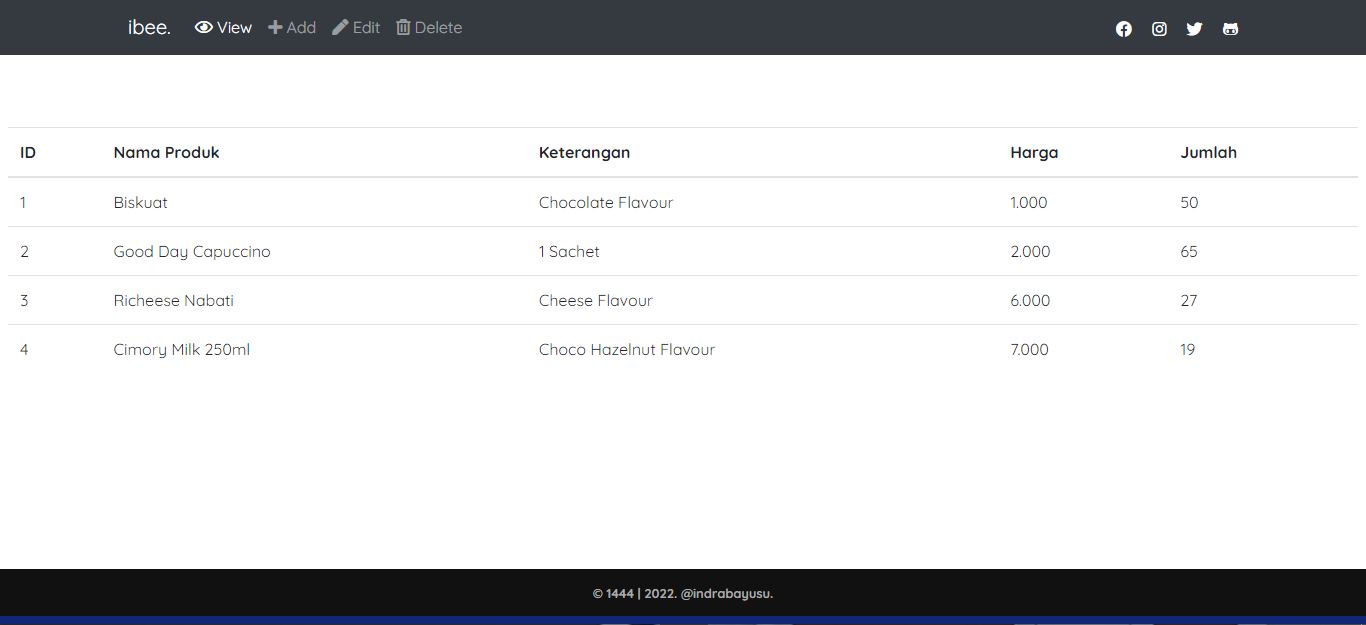 ibee. View Add Edit Delete
ID Nama Produk Keterangan Harga Jumlah
1 Biskuat Chocolate Flavour 1.000 50
2 Good Day Capuccino 1 Sachet 2.000 65
3 Richeese Nabati Cheese Flavour 6.000 27
4 Cimory Milk 250ml Choco Hazelnut Flavour 7.000 19
© 1444 | 2022. @indrabayusu.